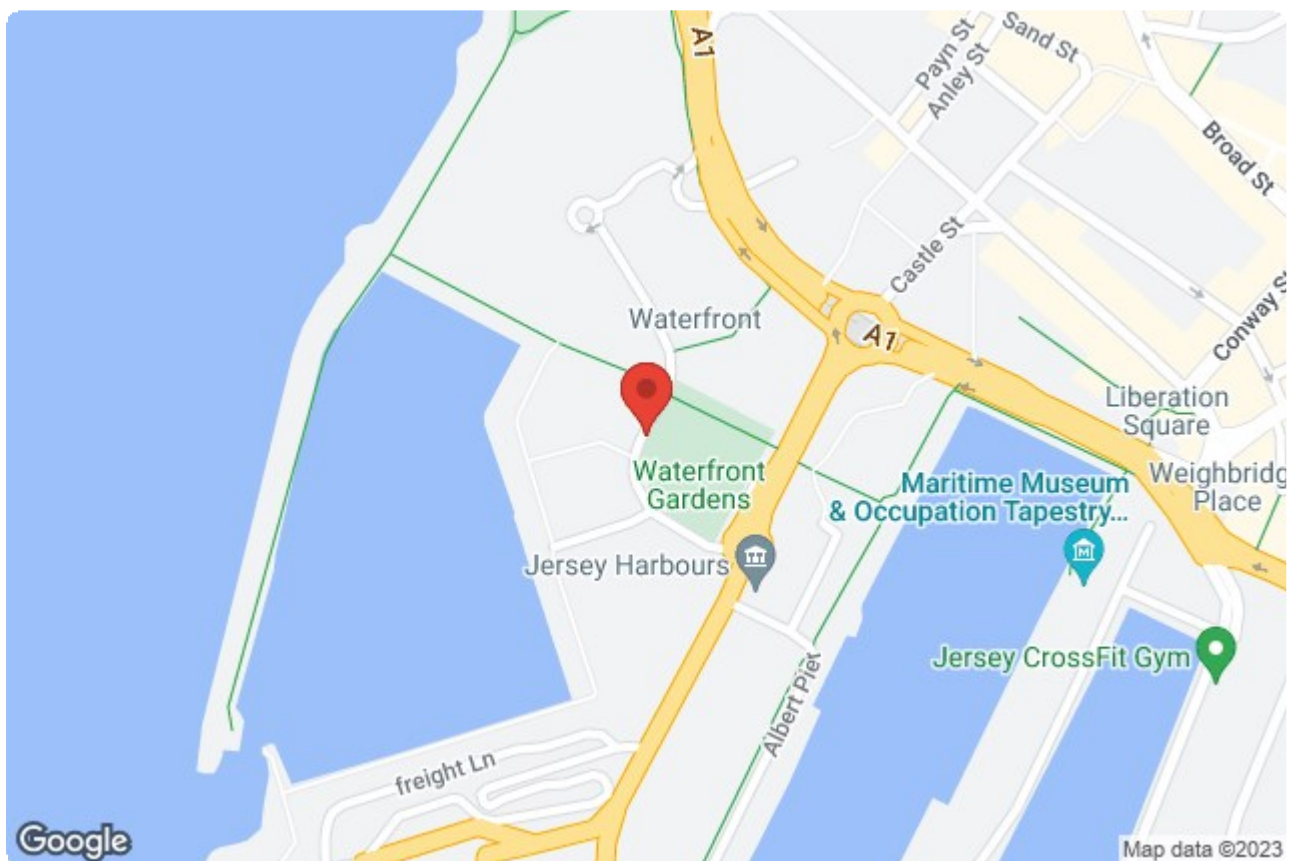 A1
Payn St
Anley St
Sand St
Broad St
Castle St
Conway St
Waterfront
A1
Liberation
Square
Weighbridg
Place
Waterfront
Gardens
Maritime Museum
& Occupation Tapestry...
Jersey Harbours
Jersey CrossFit Gym
Albert Pier
freight Ln
Google
Map data ©2023